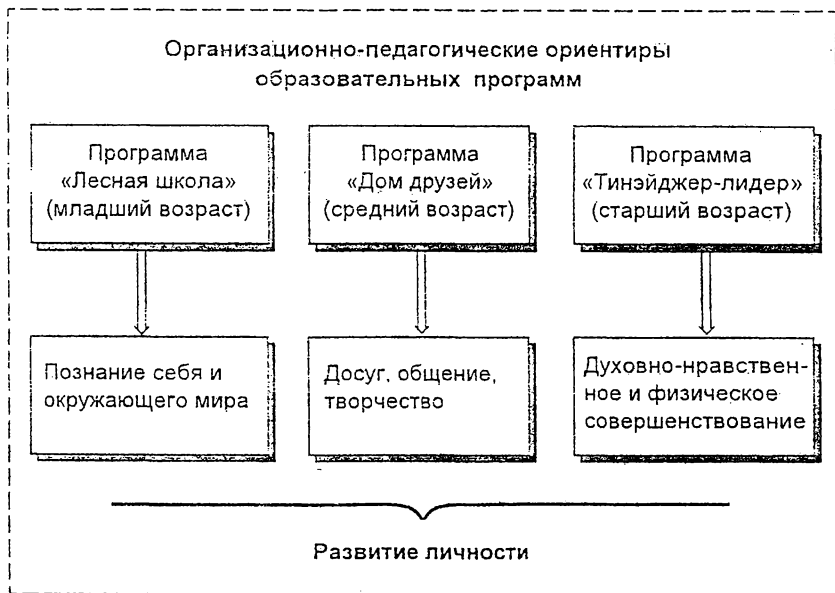 Организационно-педагогические ориентиры
образовательных программ
Программа
«Лесная школа»
(младший возраст)
Программа
«Дом друзей»
(средний возраст)
Программа
«Тинэйджер-лидер»
(старший возраст)
Познание себя и
окружающего мира
Досуг, общение,
творчество
Духовно-нравствен-
ное и физическое
совершенствование
Развитие личности